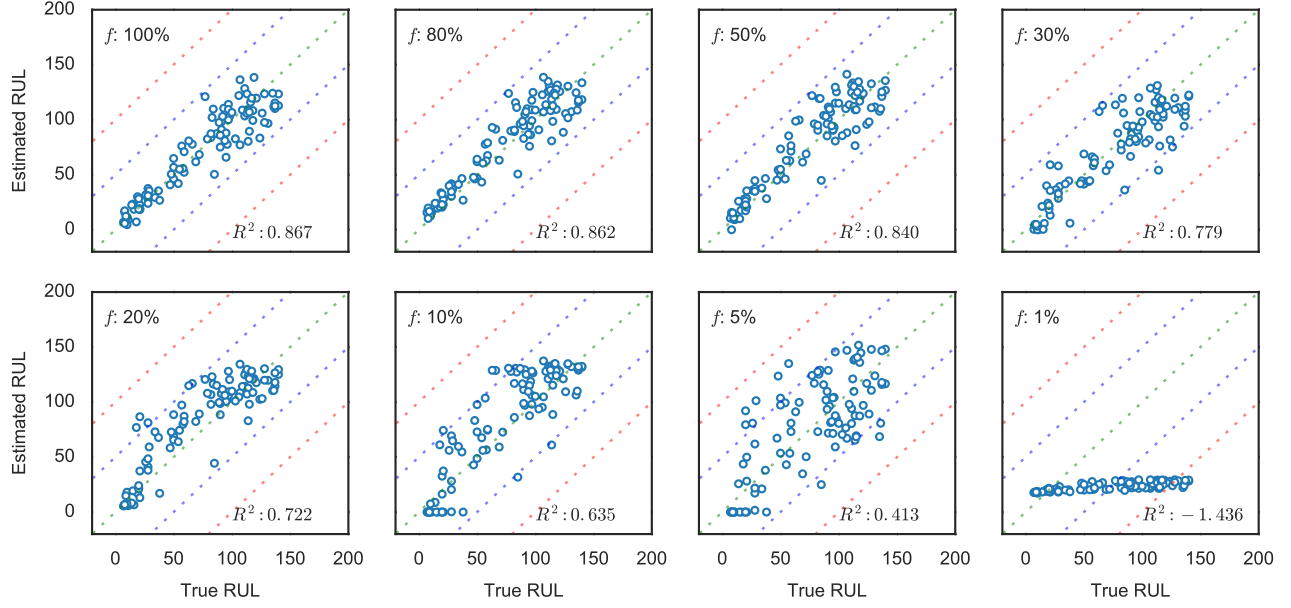 200
150
100
50
0
Estimated RUL
f: 100%
R²: 0.867
f: 80%
R²: 0.862
f: 50%
R²: 0.840
f: 30%
R²: 0.779
200
150
100
50
0
Estimated RUL
f: 20%
R²: 0.722
f: 10%
R²: 0.635
f: 5%
R²: 0.413
f: 1%
R²: −1.436
0 50 100 150 200
0 50 100 150 200
0 50 100 150 200
0 50 100 150 200
True RUL
True RUL
True RUL
True RUL